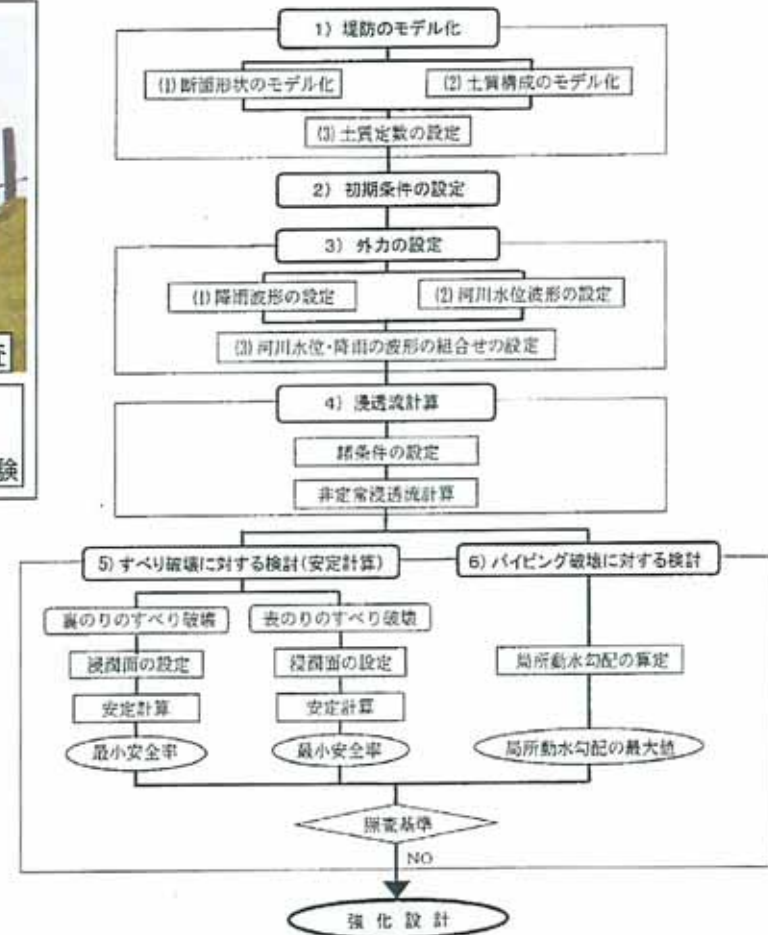 1) 堤防のモデル化
(1) 断面形状のモデル化
(2) 土質構成のモデル化
(3) 土質定数の設定
2) 初期条件の設定
3) 外力の設定
(1) 降雨波形の設定
(2) 河川水位波形の設定
(3) 河川水位・降雨の波形の組合せの設定
4) 浸透流計算
諸条件の設定
非定常浸透流計算
験
5) すべり破壊に対する検討(安定計算)
6) パイピング破壊に対する検討
裏のりのすべり破壊
表のりのすべり破壊
浸潤面の設定
浸潤面の設定
局所動水勾配の算定
安定計算
安定計算
最小安全率
最小安全率
局所動水勾配の最大値
照査基準
NO
強化設計